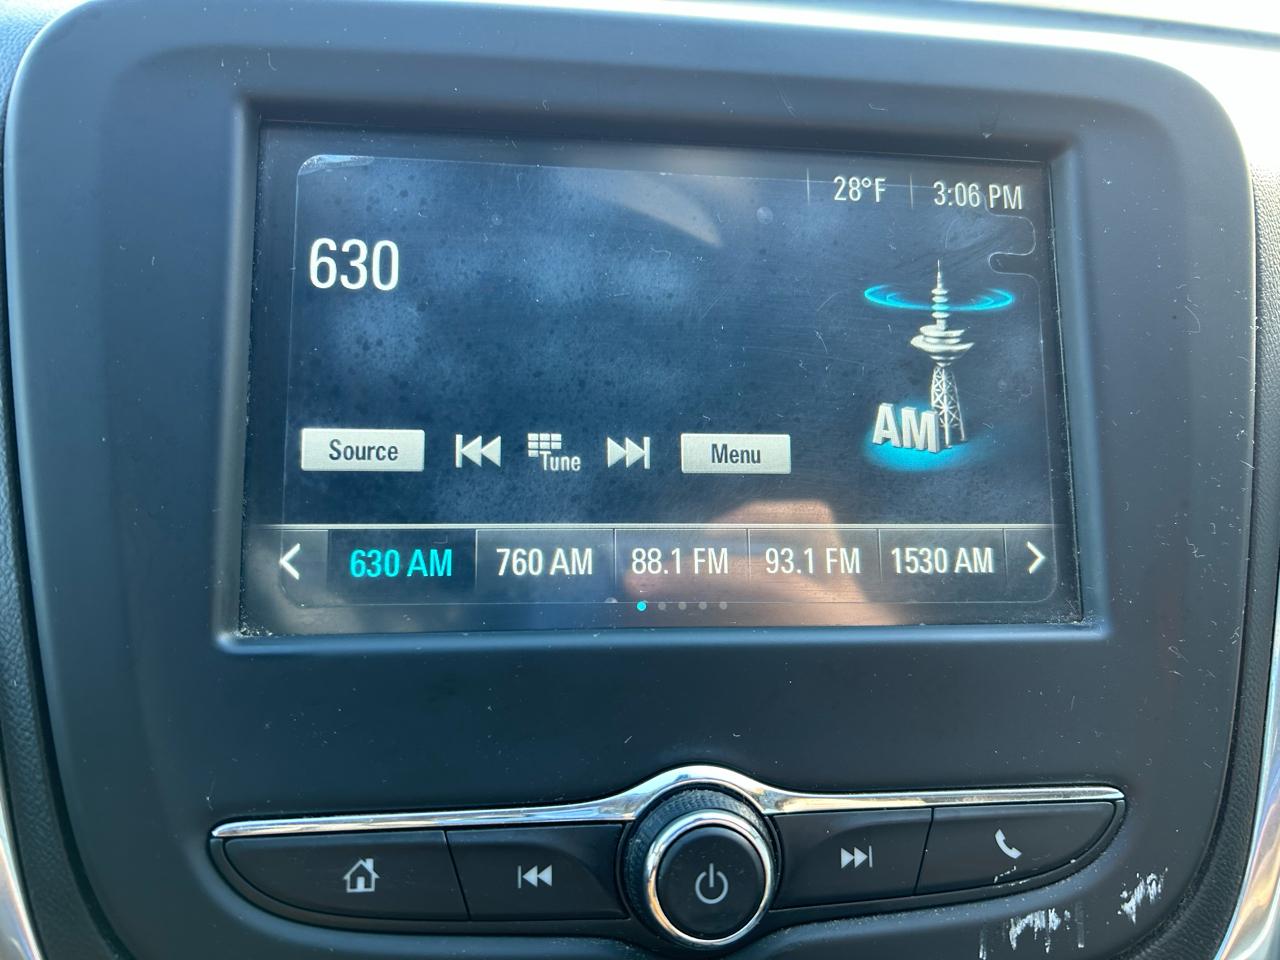 28°F 3:06 PM
630
AM
Source Tune Menu
630 AM 760 AM 88.1 FM 93.1 FM 1530 AM